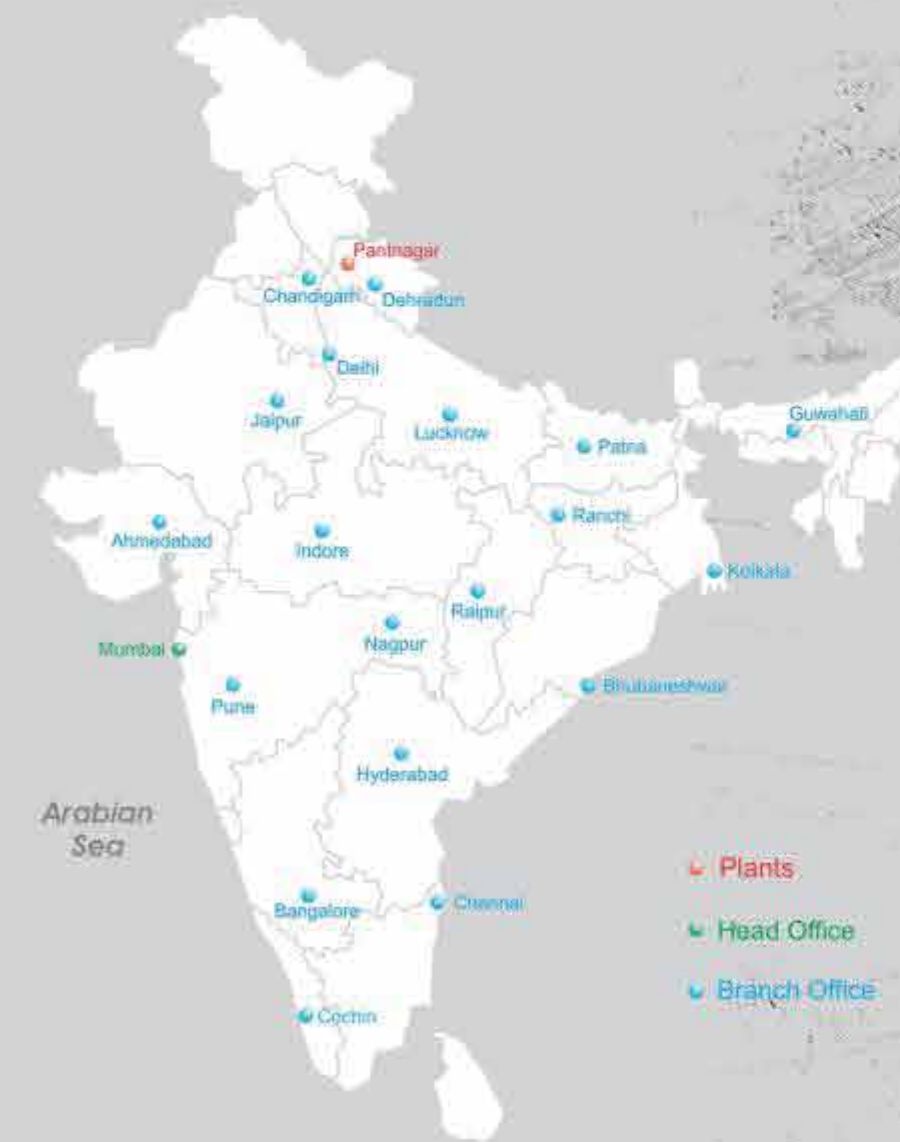 Pantnagar
Chandigarh
Dehradun
Delhi
Jaipur
Lucknow
Guwahati
Patna
Ranchi
Ahmedabad
Indore
Kolkata
Raipur
Nagpur
Mumbai
Bhubaneshwar
Pune
Hyderabad
Arabian
Sea
Plants
Bangalore
Chennai
Head Office
Branch Office
Cochin